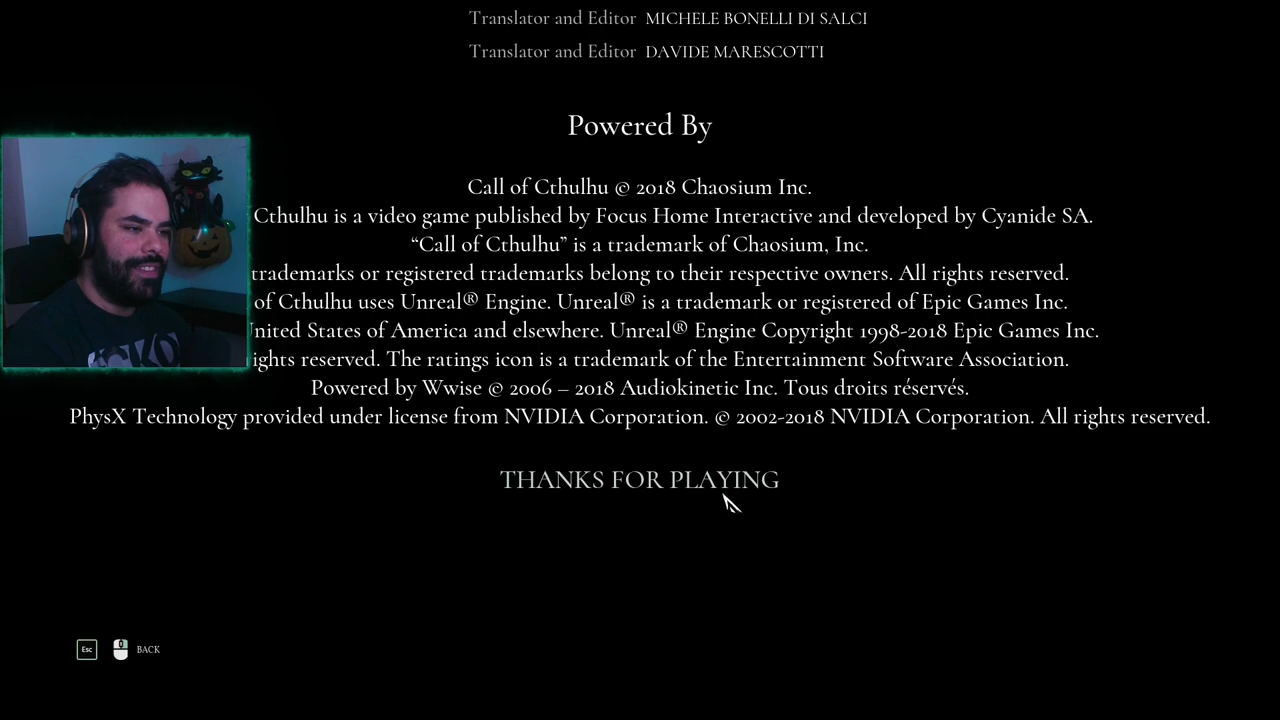 Translator and Editor MICHELE BONELLI DI SALCI
Translator and Editor DAVIDE MARESCOTTI
Powered By
Call of Cthulhu © 2018 Chaosium Inc.
Cthulhu is a video game published by Focus Home Interactive and developed by Cyanide SA.
“Call of Cthulhu” is a trademark of Chaosium, Inc.
trademarks or registered trademarks belong to their respective owners. All rights reserved.
of Cthulhu uses Unreal® Engine. Unreal® is a trademark or registered of Epic Games Inc.
United States of America and elsewhere. Unreal® Engine Copyright 1998-2018 Epic Games Inc.
rights reserved. The ratings icon is a trademark of the Entertainment Software Association.
Powered by Wwise © 2006 – 2018 Audiokinetic Inc. Tous droits réservés.
PhysX Technology provided under license from NVIDIA Corporation. © 2002-2018 NVIDIA Corporation. All rights reserved.
THANKS FOR PLAYING
Esc BACK